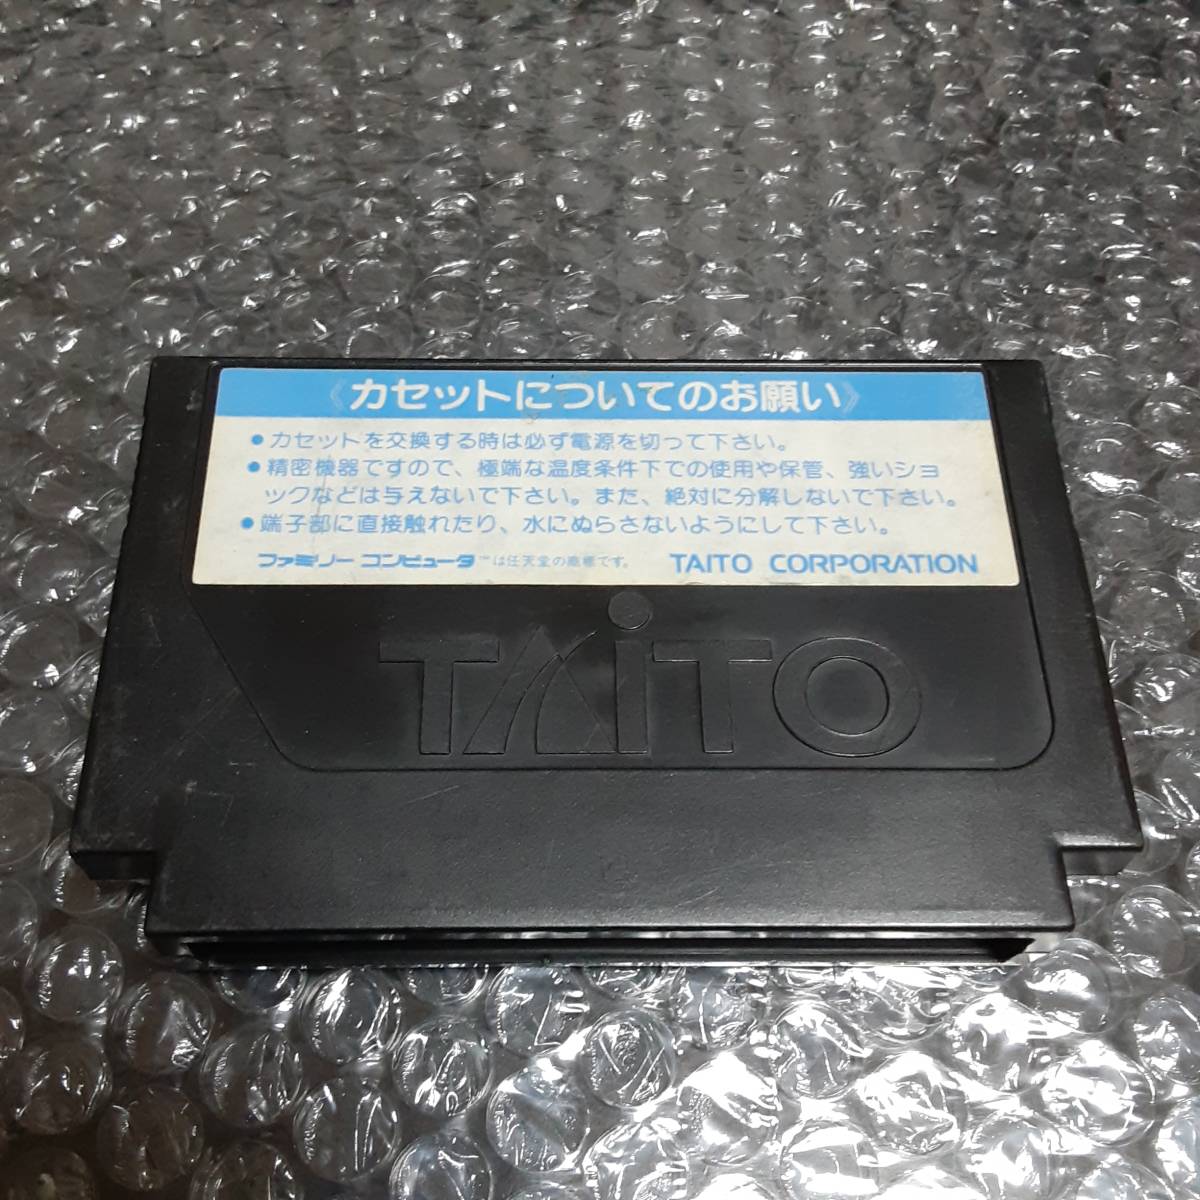 《カセットについてのお願い》
●カセットを交換する時は必ず電源を切って下さい。
●精密機器ですので、極端な温度条件下での使用や保管、強いショ
ックなどは与えないで下さい。また、絶対に分解しないで下さい。
●端子部に直接触れたり、水にぬらさないようにして下さい。
ファミリーコンピュータ™は任天堂の商標です。 TAITO CORPORATION
TAiTO